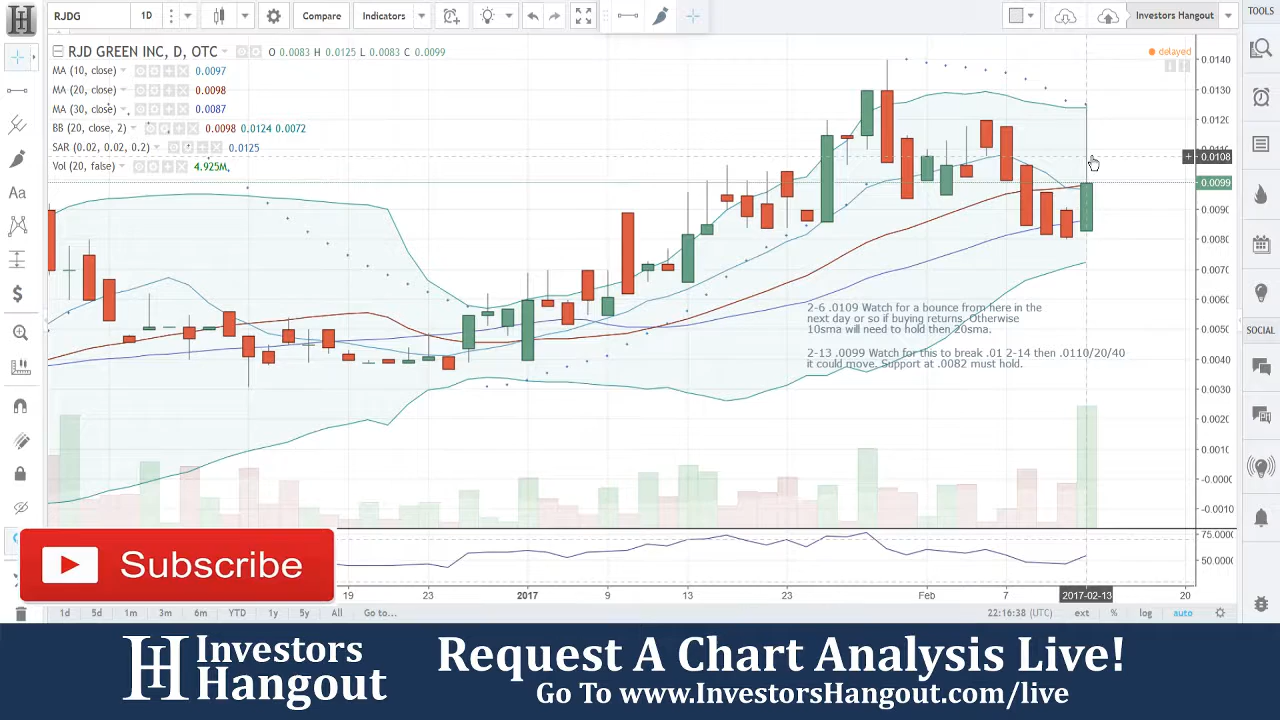 RJDG 1D Compare Indicators Investors Hangout TOOLS
RJD GREEN INC, D, OTC O 0.0083 H 0.0125 L 0.0083 C 0.0099
delayed
MA (10, close) 0.0097
MA (20, close) 0.0098
MA (30, close) 0.0087
BB (20, close, 2) 0.0098 0.0124 0.0072
SAR (0.02, 0.02, 0.2) 0.0125
Vol (20, false) 4.925M
0.0140
0.0130
0.0120
0.0108
0.0099
0.0090
0.0080
0.0070
0.0060
0.0050
0.0040
0.0030
0.0020
0.0010
-0.0000
-0.0010
75.0000
50.0000
2-6 .0109 Watch for a bounce from here in the
next day or so if buying returns. Otherwise
10sma will need to hold then 20sma.
2-13 .0099 Watch for this to break .01 2-14 then .0110/20/40
it could move. Support at .0082 must hold.
SOCIAL
Aa
$
Subscribe
19 23 2017 9 13 23 Feb 7 2017-02-13 20
1d 5d 1m 3m 6m YTD 1y 5y All Go to... 22:16:38 (UTC) ext % log auto
H Investors
Hangout
Request A Chart Analysis Live!
Go To www.InvestorsHangout.com/live